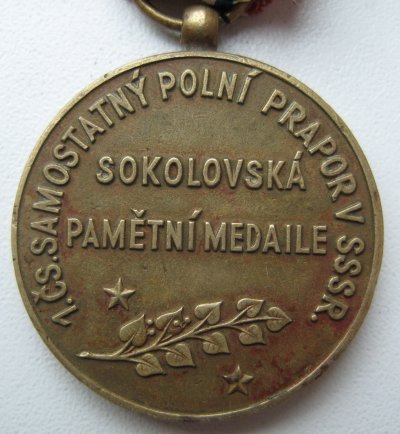 1.ČS.SAMOSTATNÝ POLNÍ PRAPOR V SSSR.
SOKOLOVSKÁ
PAMĚTNÍ MEDAILE